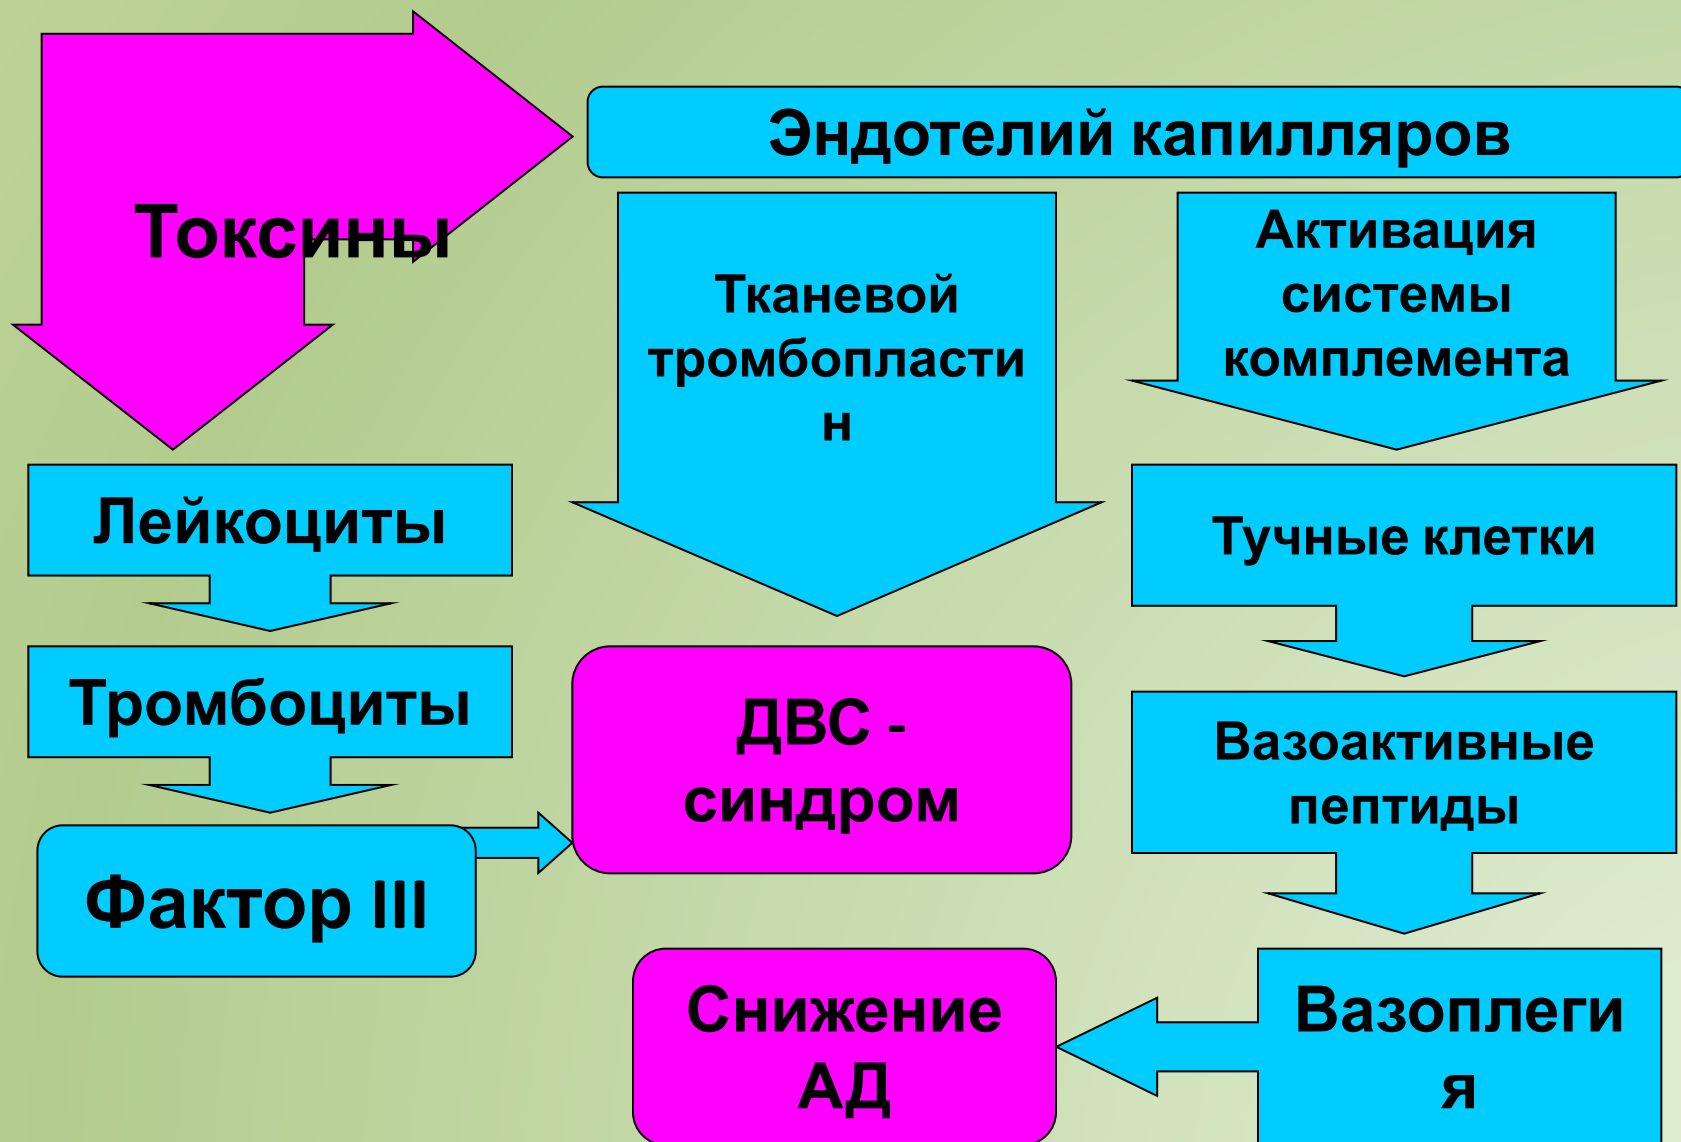 Токсины
Эндотелий капилляров
Тканевой
тромбопласти
н
Активация
системы
комплемента
Лейкоциты
Тучные клетки
Тромбоциты
ДВС -
синдром
Вазоактивные
пептиды
Фактор III
Снижение
АД
Вазоплеги
я